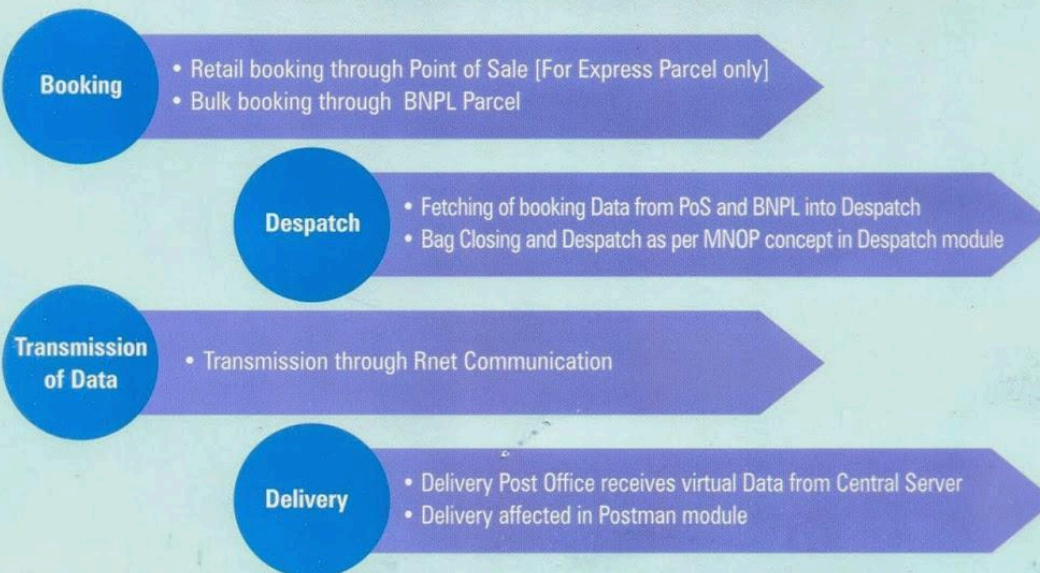 Booking
• Retail booking through Point of Sale [For Express Parcel only]
• Bulk booking through BNPL Parcel
Despatch
• Fetching of booking Data from PoS and BNPL into Despatch
• Bag Closing and Despatch as per MNOP concept in Despatch module
Transmission
of Data
• Transmission through Rnet Communication
Delivery
• Delivery Post Office receives virtual Data from Central Server
• Delivery affected in Postman module